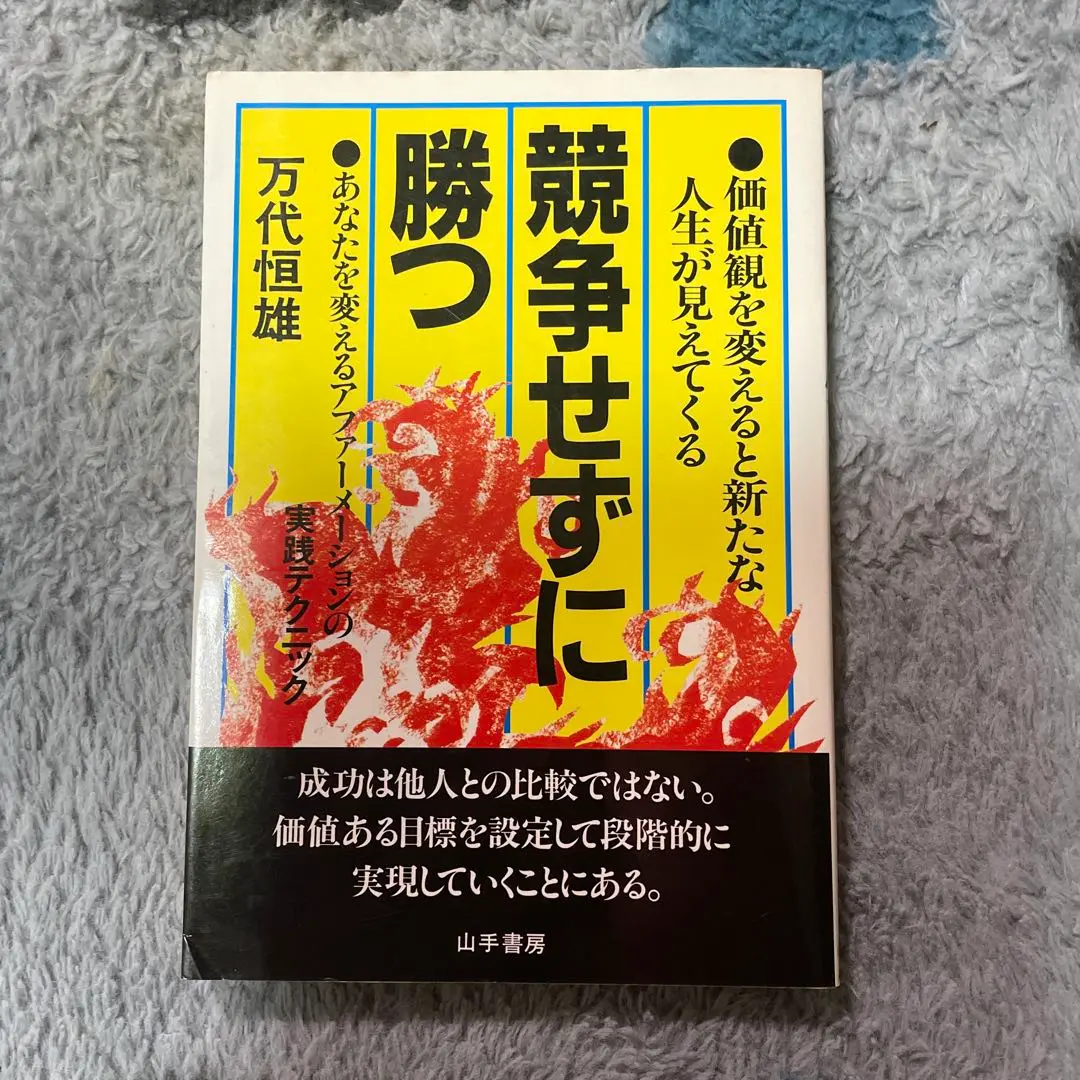 ●価値観を変えると新たな
人生が見えてくる
競争せずに
勝つ
●あなたを変えるアファーメーションの
実践テクニック
万代恒雄
成功は他人との比較ではない。
価値ある目標を設定して段階的に
実現していくことにある。
山手書房